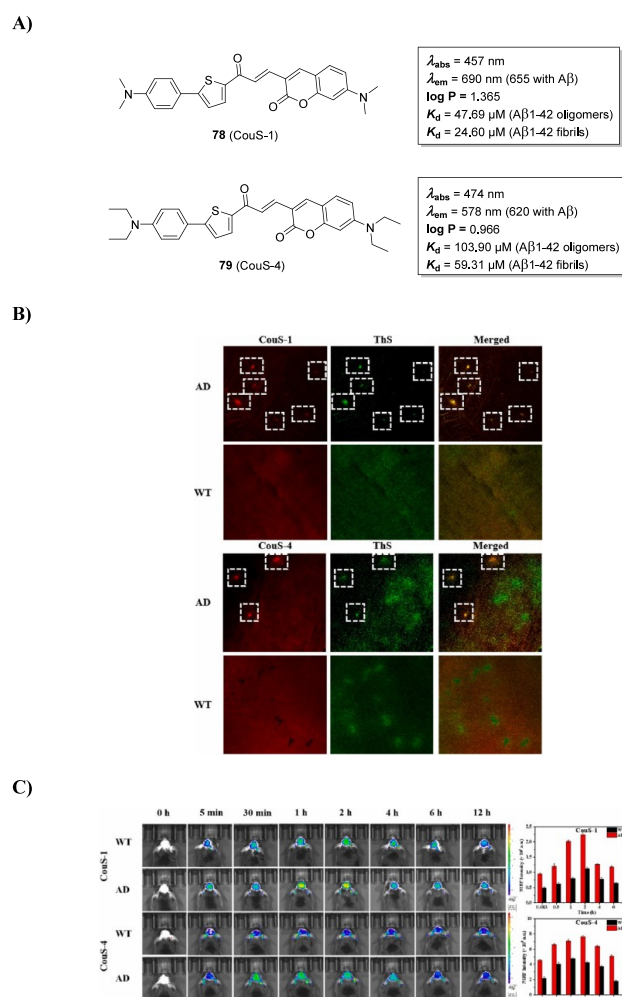 A)
N
S
O
O
O
N
78 (CouS-1)
λabs = 457 nm
λem = 690 nm (655 with Aβ)
log P = 1.365
Kd = 47.69 µM (Aβ1-42 oligomers)
Kd = 24.60 µM (Aβ1-42 fibrils)
N
S
O
O
O
N
79 (CouS-4)
λabs = 474 nm
λem = 578 nm (620 with Aβ)
log P = 0.966
Kd = 103.90 µM (Aβ1-42 oligomers)
Kd = 59.31 µM (Aβ1-42 fibrils)
B)
CouS-1 ThS Merged
AD
WT
CouS-4 ThS Merged
AD
WT
C)
0 h 5 min 30 min 1 h 2 h 4 h 6 h 12 h
CouS-1
WT
AD
CouS-4
WT
AD
CouS-1
Time (h)
CouS-4